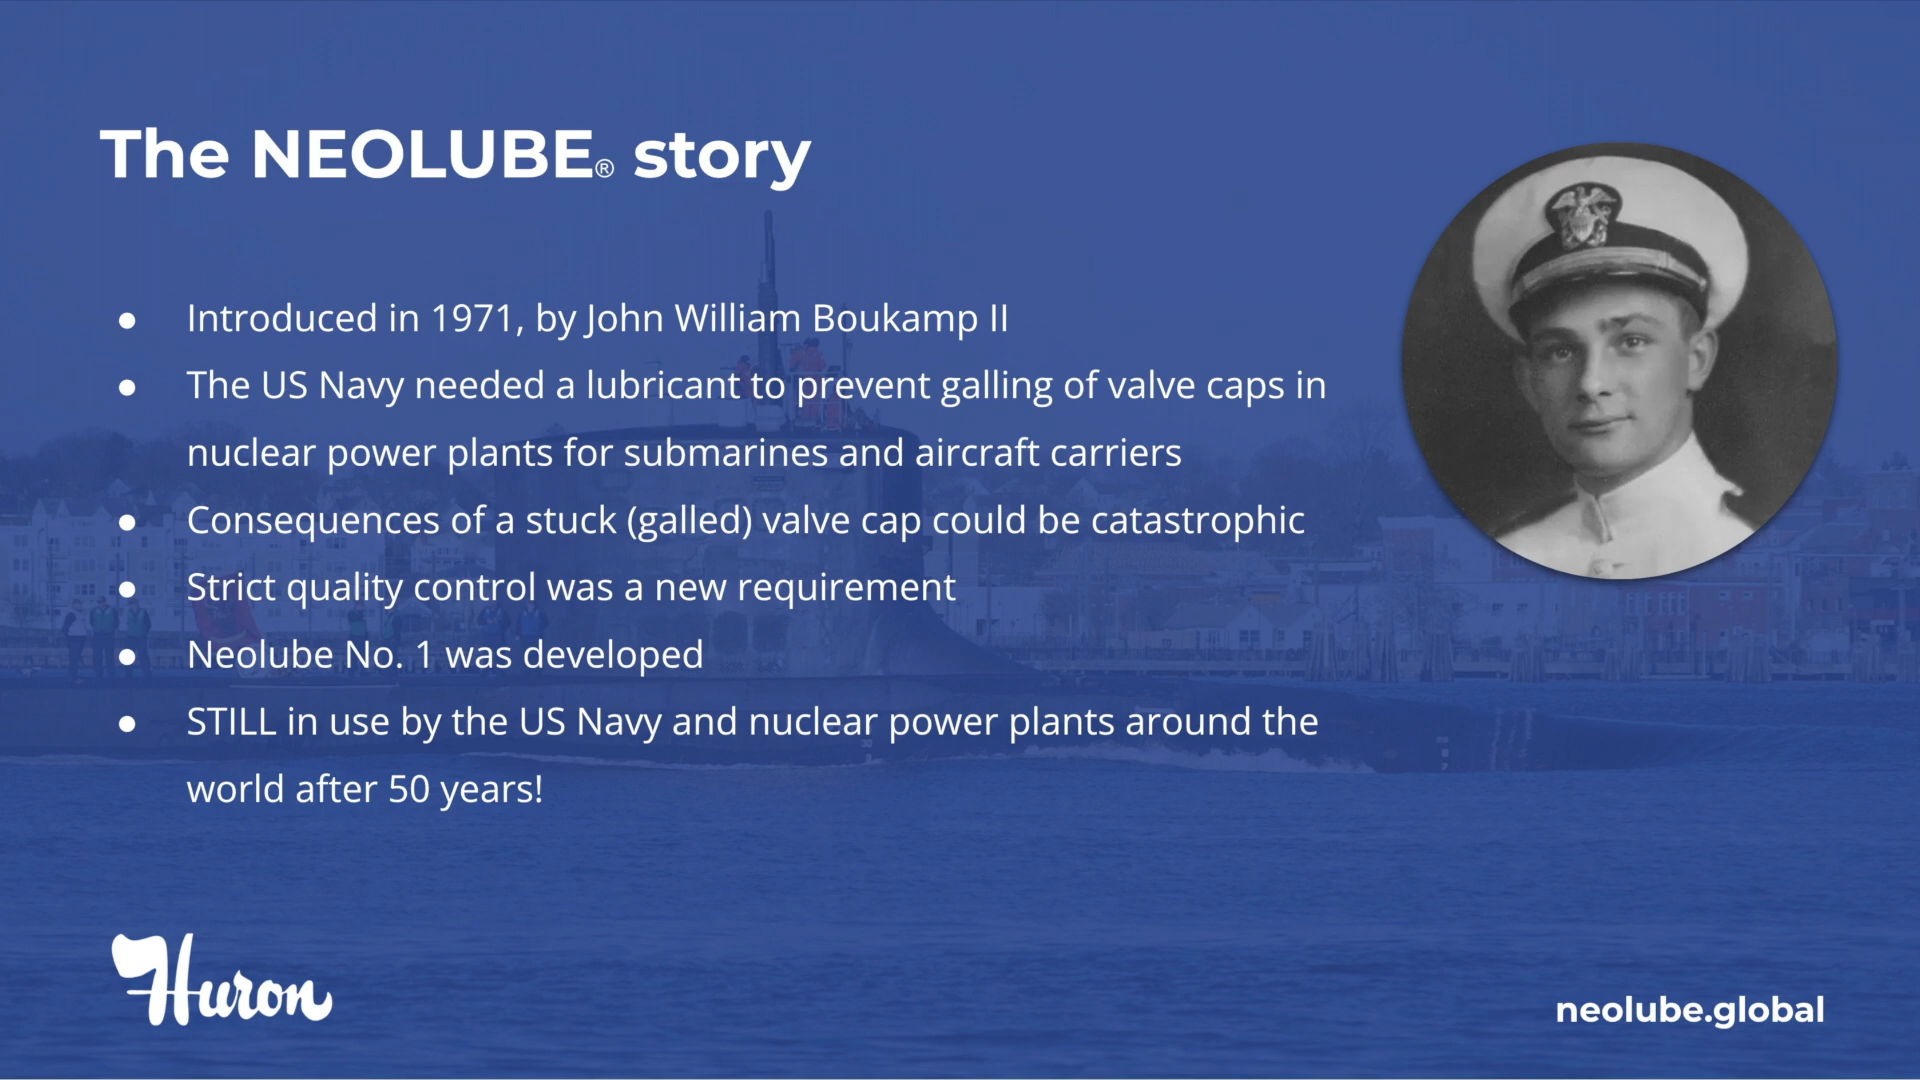 The NEOLUBE® story
● Introduced in 1971, by John William Boukamp II
● The US Navy needed a lubricant to prevent galling of valve caps in
nuclear power plants for submarines and aircraft carriers
● Consequences of a stuck (galled) valve cap could be catastrophic
● Strict quality control was a new requirement
● Neolube No. 1 was developed
● STILL in use by the US Navy and nuclear power plants around the
world after 50 years!
Huron
neolube.global